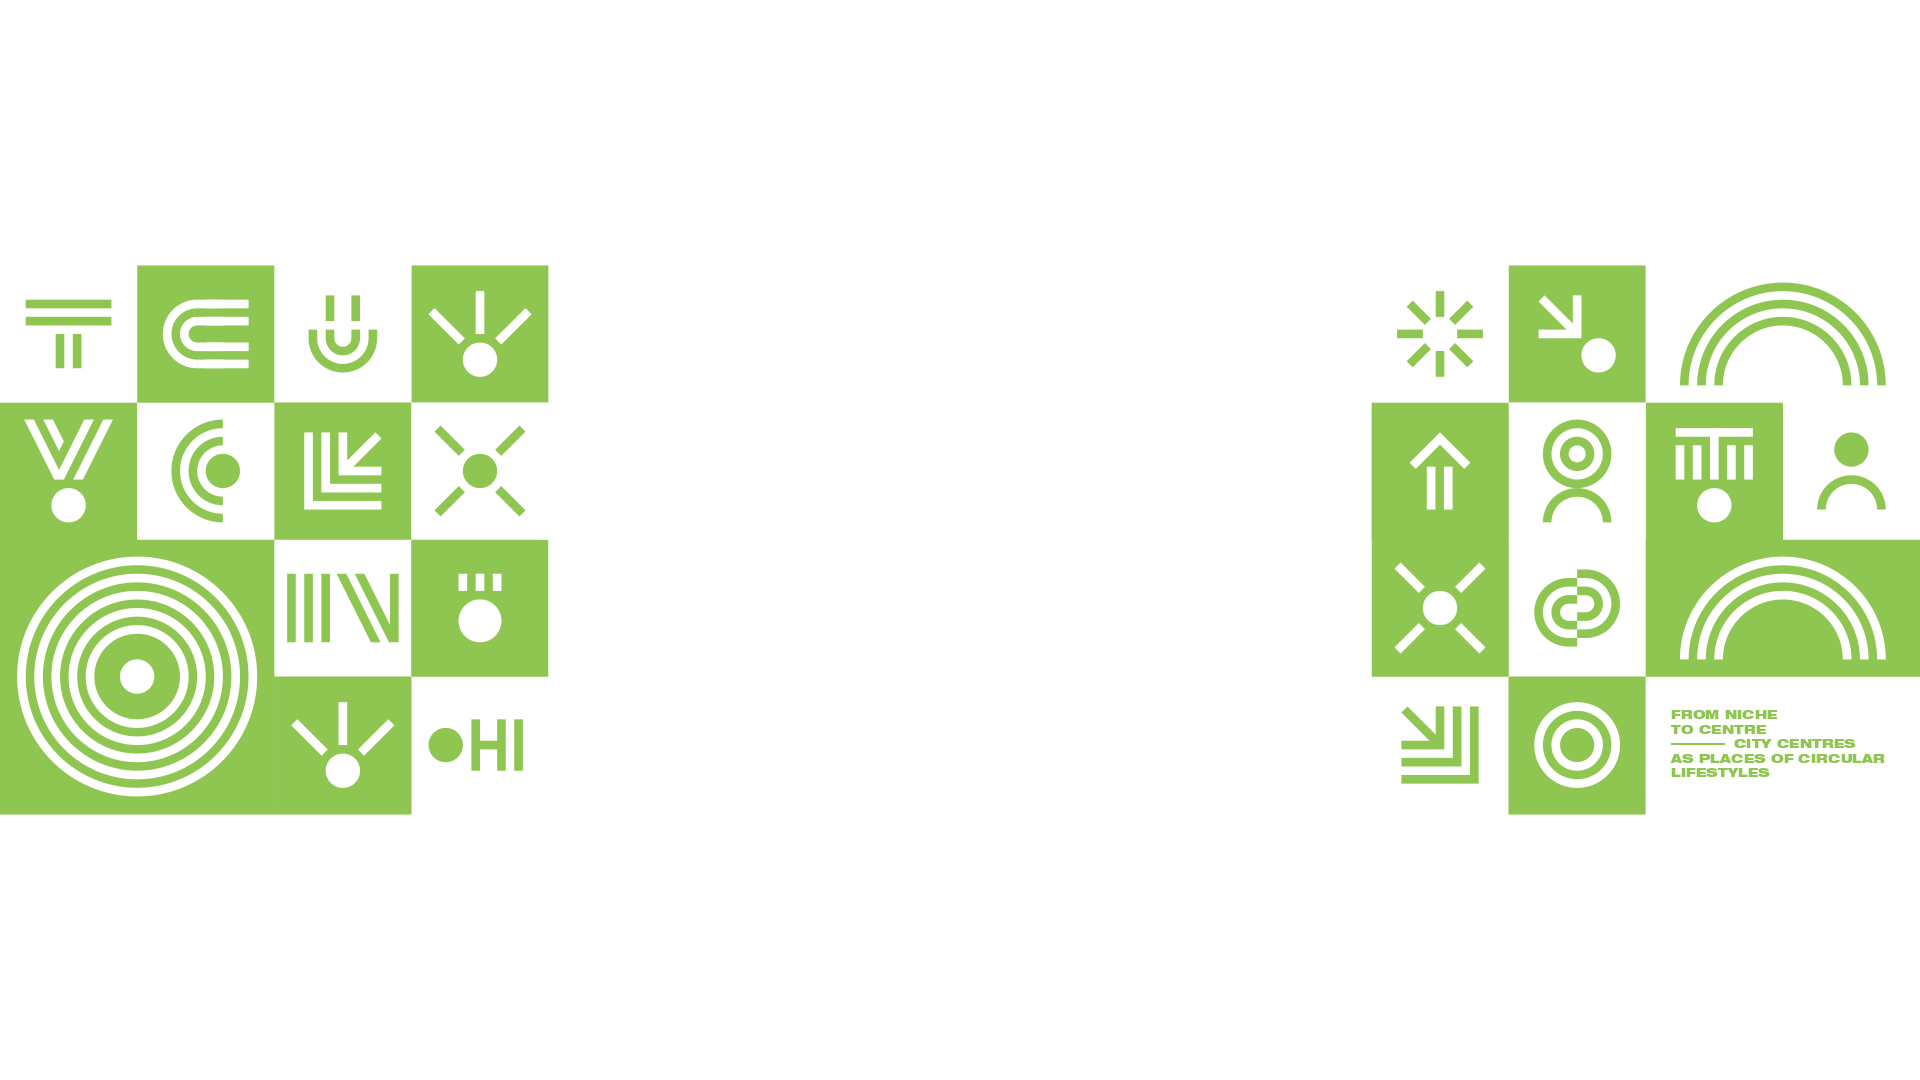 FROM NICHE
TO CENTRE
CITY CENTRES
AS PLACES OF CIRCULAR
LIFESTYLES